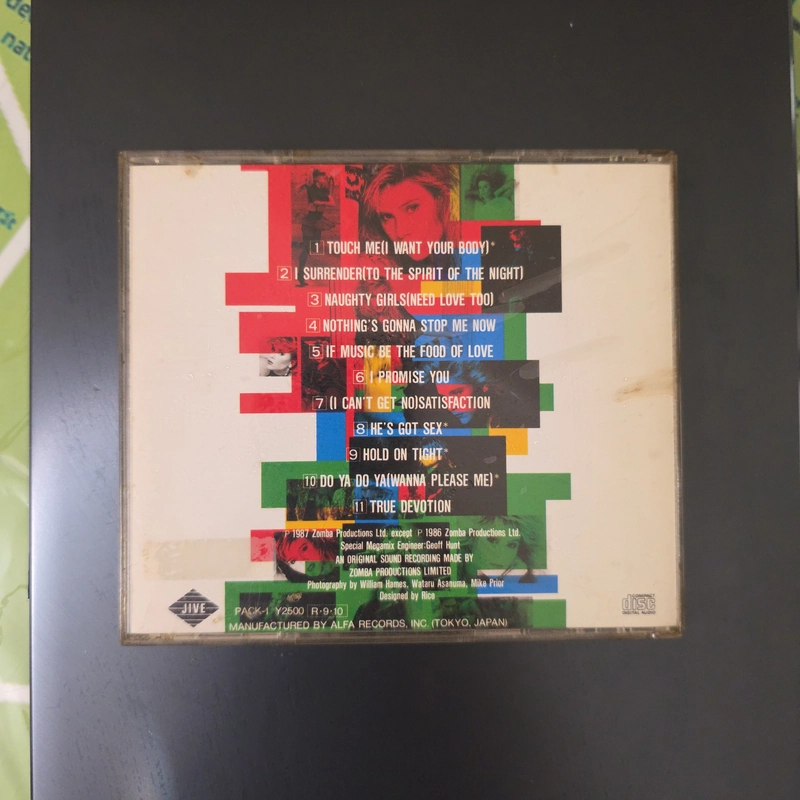 1 TOUCH ME(I WANT YOUR BODY)*
2 I SURRENDER(TO THE SPIRIT OF THE NIGHT)
3 NAUGHTY GIRLS(NEED LOVE TOO)
4 NOTHING'S GONNA STOP ME NOW
5 IF MUSIC BE THE FOOD OF LOVE
6 I PROMISE YOU
7 (I CAN'T GET NO)SATISFACTION
8 HE'S GOT SEX*
9 HOLD ON TIGHT*
10 DO YA DO YA(WANNA PLEASE ME)*
11 TRUE DEVOTION
℗ 1987 Zomba Productions Ltd. except ℗ 1986 Zomba Productions Ltd.
Special Megamix Engineer:Geoff Hunt
AN ORIGINAL SOUND RECORDING MADE BY
ZOMBA PRODUCTIONS LIMITED
Photography by William Hames, Wataru Asanuma, Mike Prior
Designed by Rice
JIVE
PACK-1 Y2500 R・9・10
MANUFACTURED BY ALFA RECORDS, INC. (TOKYO, JAPAN)
COMPACT
disc
DIGITAL AUDIO